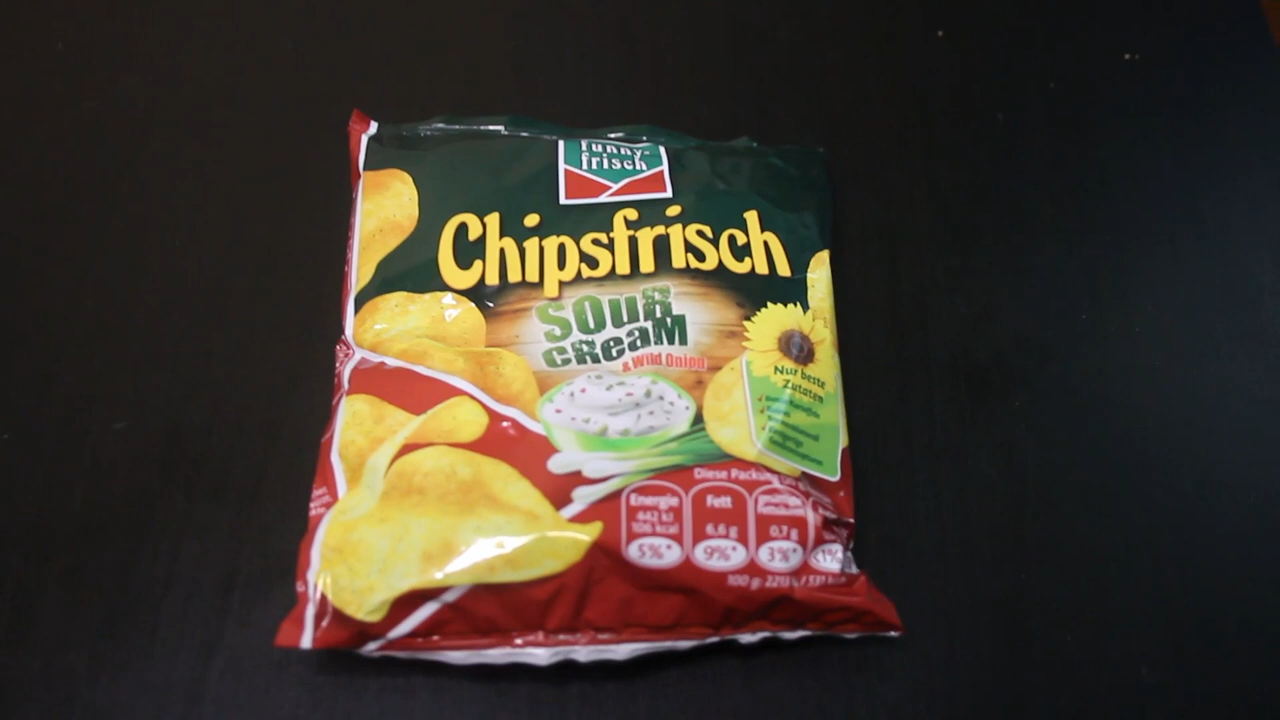 funny-
frisch
Chipsfrisch
SOUR
CREAM
& Wild Onion
Nur beste
Zutaten
Diese Packung
Energie
442 kJ
106 kcal
5%*
Fett
6,6 g
9%*
0,7 g
3%*
<1%
100 g: